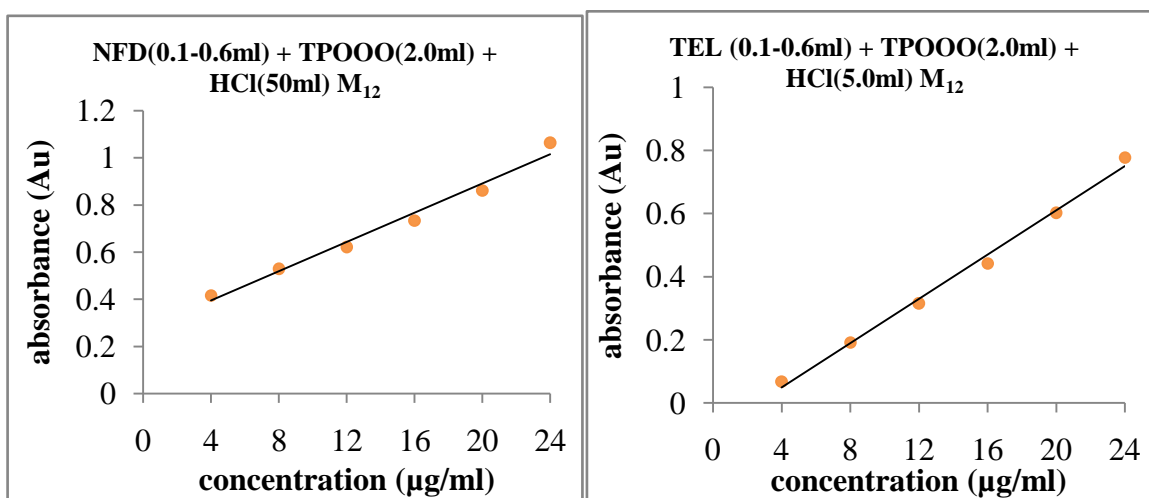 NFD(0.1-0.6ml) + TPOOO(2.0ml) +
HCl(50ml) M12
1.2
1
0.8
0.6
0.4
0.2
0
0 4 8 12 16 20 24
absorbance (Au)
concentration (µg/ml)
TEL (0.1-0.6ml) + TPOOO(2.0ml) +
HCl(5.0ml) M12
1
0.8
0.6
0.4
0.2
0
0 4 8 12 16 20 24
absorbance (Au)
concentration (µg/ml)